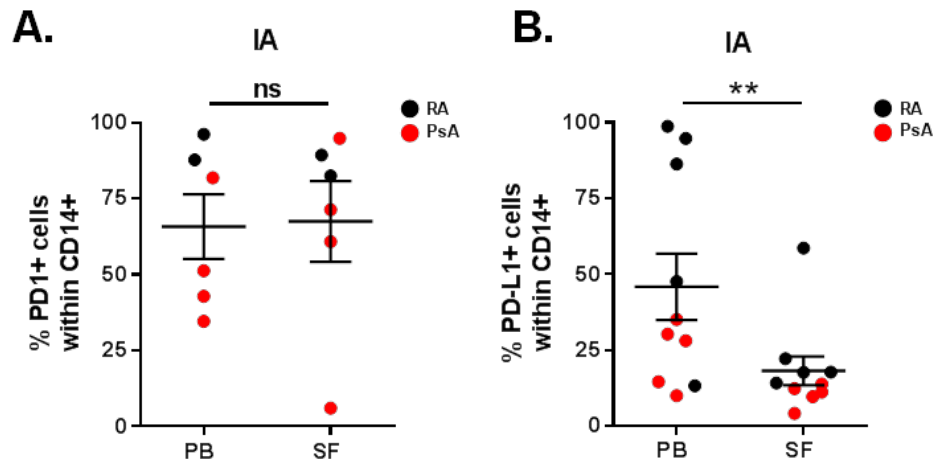 A.
IA
ns
RA
PsA
% PD1+ cells
within CD14+
100
75
50
25
0
PB
SF
B.
IA
**
RA
PsA
% PD-L1+ cells
within CD14+
100
75
50
25
0
PB
SF